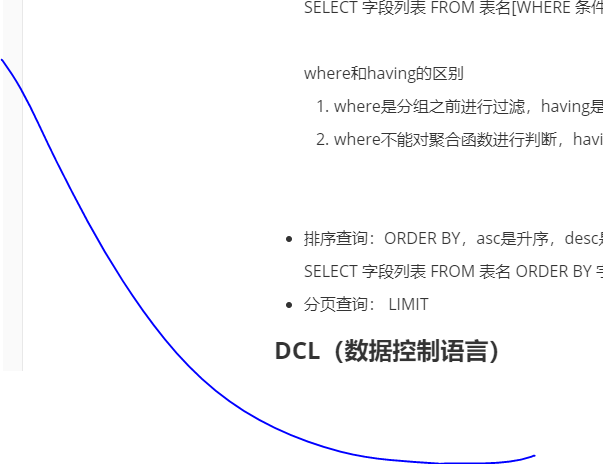 SELECT 字段列表 FROM 表名[WHERE 条件
where和having的区别
1. where是分组之前进行过滤，having是
2. where不能对聚合函数进行判断，havi
• 排序查询：ORDER BY，asc是升序，desc是
SELECT 字段列表 FROM 表名 ORDER BY 字
• 分页查询： LIMIT
DCL（数据控制语言）